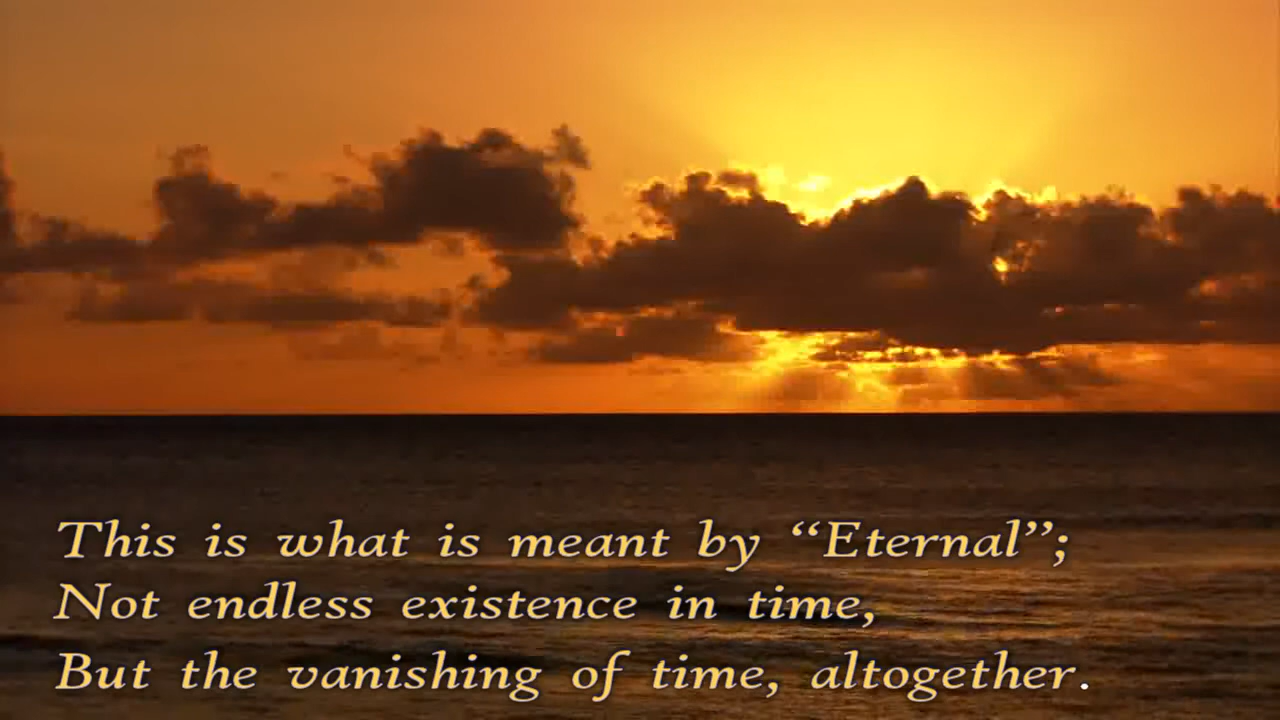 This is what is meant by “Eternal”;
Not endless existence in time,
But the vanishing of time, altogether.